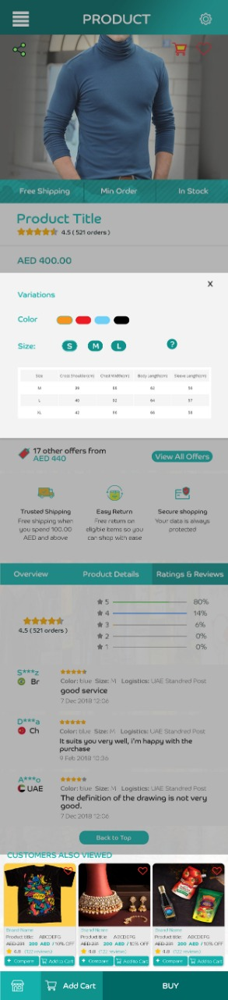 PRODUCT
Free Shipping Min Order In Stock
Product Title
4.5 ( 521 orders )
AED 400.00
X
Variations
Color
Size: S M L ?
Size Cross Shoulder(cm) Chest Width(cm) Body Length(cm) Sleeve Length(cm)
M 39 88 62 56
L 40 92 64 57
XL 42 96 66 58
17 other offers from
AED 440
View All Offers
Trusted Shipping Easy Return Secure shopping
Free shipping when Free return on Your data is always
you spend 100.00 eligible items so you protected
AED and above can shop with ease
Overview Product Details Ratings & Reviews
5 80%
4 14%
4.5 ( 521 orders )
3 6%
2 0%
1 0%
S***z
Br
Color: blue Size: M Logistics: UAE Standred Post
good service
7 Dec 2018 12:06
D***a
Ch
Color: blue Size: M Logistics: UAE Standred Post
It suits you very well, i'm happy with the
purchase
9 Feb 2018 10:36
A***o
UAE
Color: blue Size: M Logistics: UAE Standred Post
The definition of the drawing is not very
good.
7 Dec 2018 12:06
Back to Top
CUSTOMERS ALSO VIEWED
Brand Name Brand Name Brand Name
Product title: ABCDEFG Product title: ABCDEFG Product title: ABCDEFG
AED 231 200 AED / 10% OFF AED 231 200 AED / 10% OFF AED 231 200 AED / 10% OFF
4.8 (122 reviews) 4.8 (122 reviews) 4.8 (122 reviews)
+ Compare Add to Cart + Compare Add to Cart + Compare Add to Cart
Add Cart BUY